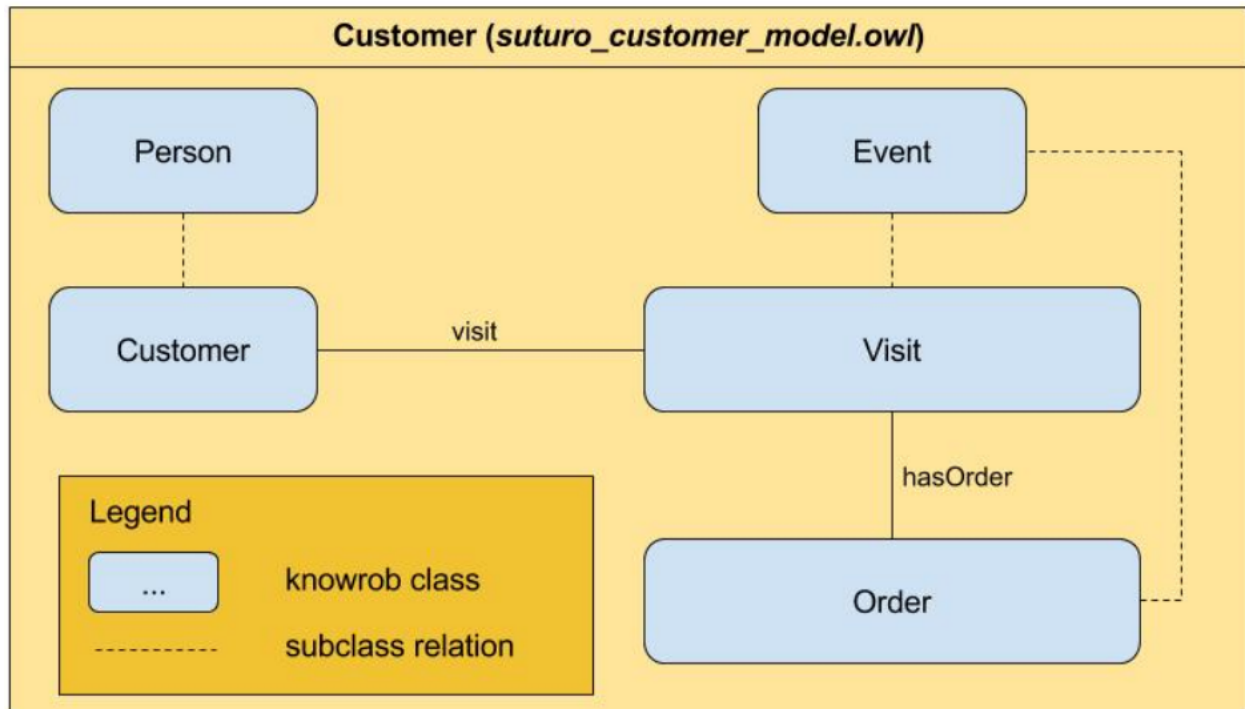 Customer (suturo_customer_model.owl)
Person
Event
Customer
visit
Visit
hasOrder
Order
Legend
...
knowrob class
subclass relation